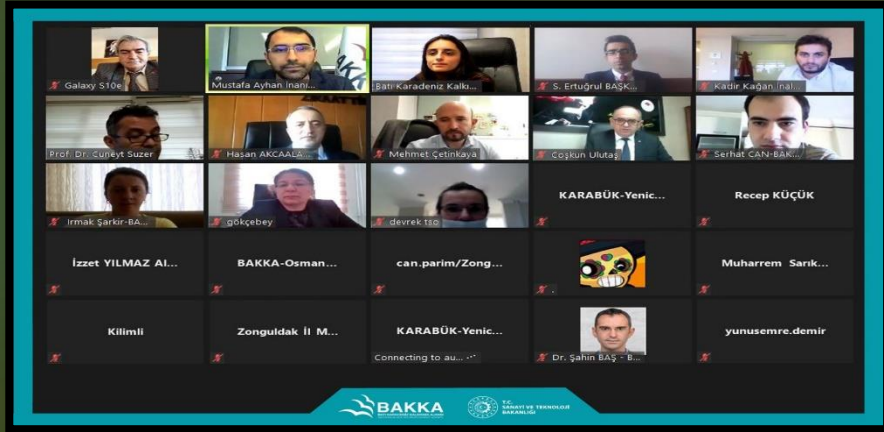 Galaxy S10e
Mustafa Ayhan İnanı...
Batı Karadeniz Kalkı...
S. Ertuğrul BAŞK...
Kadir Kağan İnal...
Prof. Dr. Cüneyt Suzer
Hasan AKCAALA...
Mehmet Çetinkaya
Coşkun Ulutaş
Serhat CAN-BAK...
Irmak Şarkir-BA...
gökçebey
devrek tso
KARABÜK-Yenic...
Recep KÜÇÜK
İzzet YILMAZ Al...
BAKKA-Osman...
can.parim/Zong...
.
Muharrem Sarık...
Kilimli
Zonguldak İl M...
KARABÜK-Yenic...
Connecting to au...
Dr. Şahin BAŞ - B...
yunusemre.demir
BAKKA
T.C.
SANAYİ VE TEKNOLOJİ
BAKANLIĞI